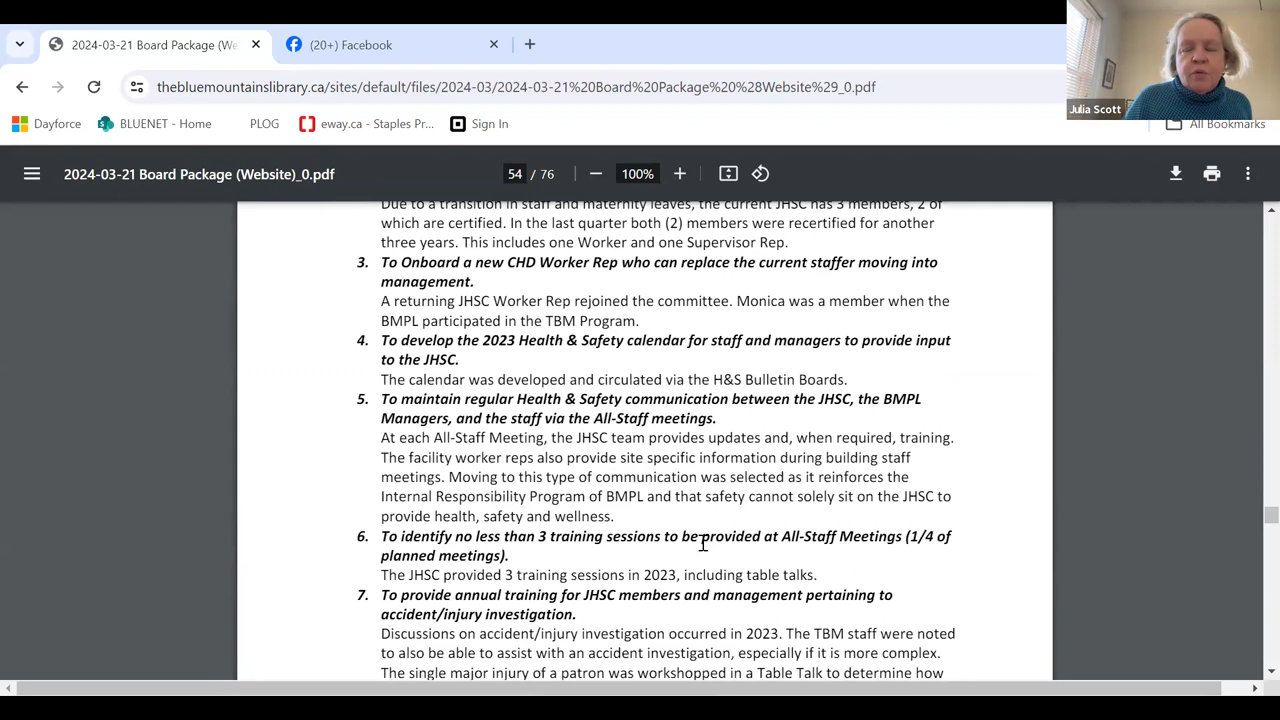 2024-03-21 Board Package (We
(20+) Facebook
thebluemountainslibrary.ca/sites/default/files/2024-03/2024-03-21%20Board%20Package%20%28Website%29_0.pdf
Dayforce
BLUENET - Home
PLOG
eway.ca - Staples Pr...
Sign In
All Bookmarks
Julia Scott
2024-03-21 Board Package (Website)_0.pdf
54 / 76
100%
Due to a transition in staff and maternity leaves, the current JHSC has 3 members, 2 of
which are certified. In the last quarter both (2) members were recertified for another
three years. This includes one Worker and one Supervisor Rep.
3. To Onboard a new CHD Worker Rep who can replace the current staffer moving into
management.
A returning JHSC Worker Rep rejoined the committee. Monica was a member when the
BMPL participated in the TBM Program.
4. To develop the 2023 Health & Safety calendar for staff and managers to provide input
to the JHSC.
The calendar was developed and circulated via the H&S Bulletin Boards.
5. To maintain regular Health & Safety communication between the JHSC, the BMPL
Managers, and the staff via the All-Staff meetings.
At each All-Staff Meeting, the JHSC team provides updates and, when required, training.
The facility worker reps also provide site specific information during building staff
meetings. Moving to this type of communication was selected as it reinforces the
Internal Responsibility Program of BMPL and that safety cannot solely sit on the JHSC to
provide health, safety and wellness.
6. To identify no less than 3 training sessions to be provided at All-Staff Meetings (1/4 of
planned meetings).
The JHSC provided 3 training sessions in 2023, including table talks.
7. To provide annual training for JHSC members and management pertaining to
accident/injury investigation.
Discussions on accident/injury investigation occurred in 2023. The TBM staff were noted
to also be able to assist with an accident investigation, especially if it is more complex.
The single major injury of a patron was workshopped in a Table Talk to determine how